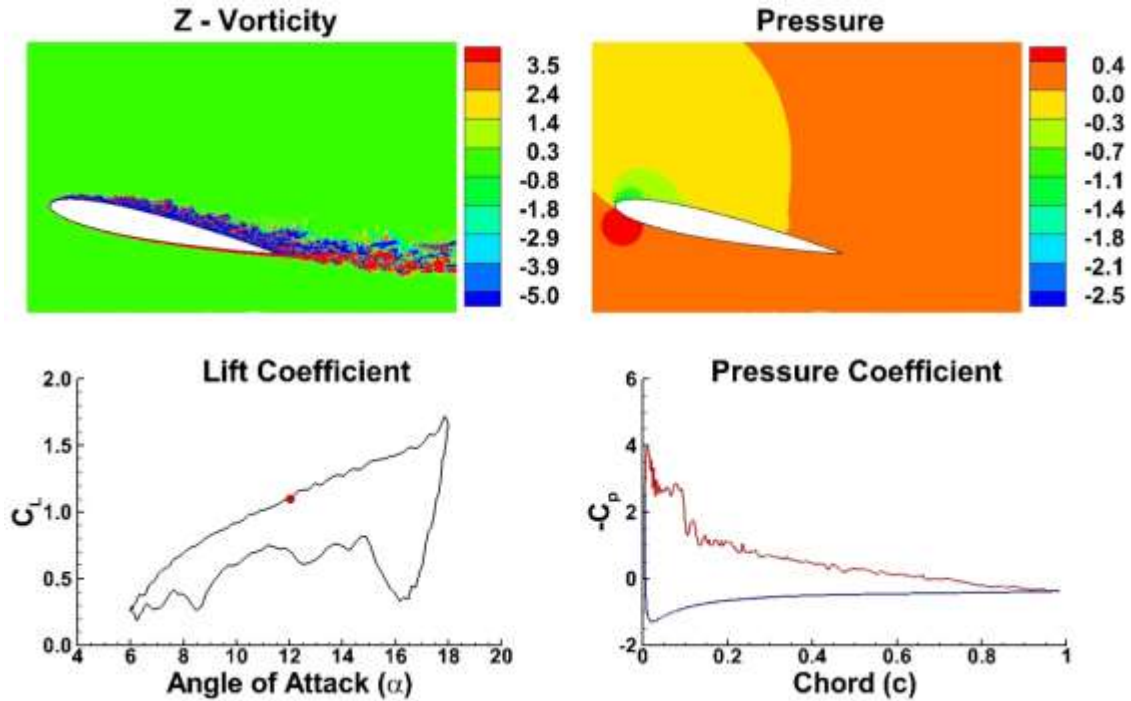 Z - Vorticity
3.5
2.4
1.4
0.3
-0.8
-1.8
-2.9
-3.9
-5.0
Pressure
0.4
0.0
-0.3
-0.7
-1.1
-1.4
-1.8
-2.1
-2.5
Lift Coefficient
2.0
1.5
1.0
0.5
0.0
C_L
4 6 8 10 12 14 16 18 20
Angle of Attack (α)
Pressure Coefficient
6
4
2
0
-2
-C_p
0 0.2 0.4 0.6 0.8 1
Chord (c)